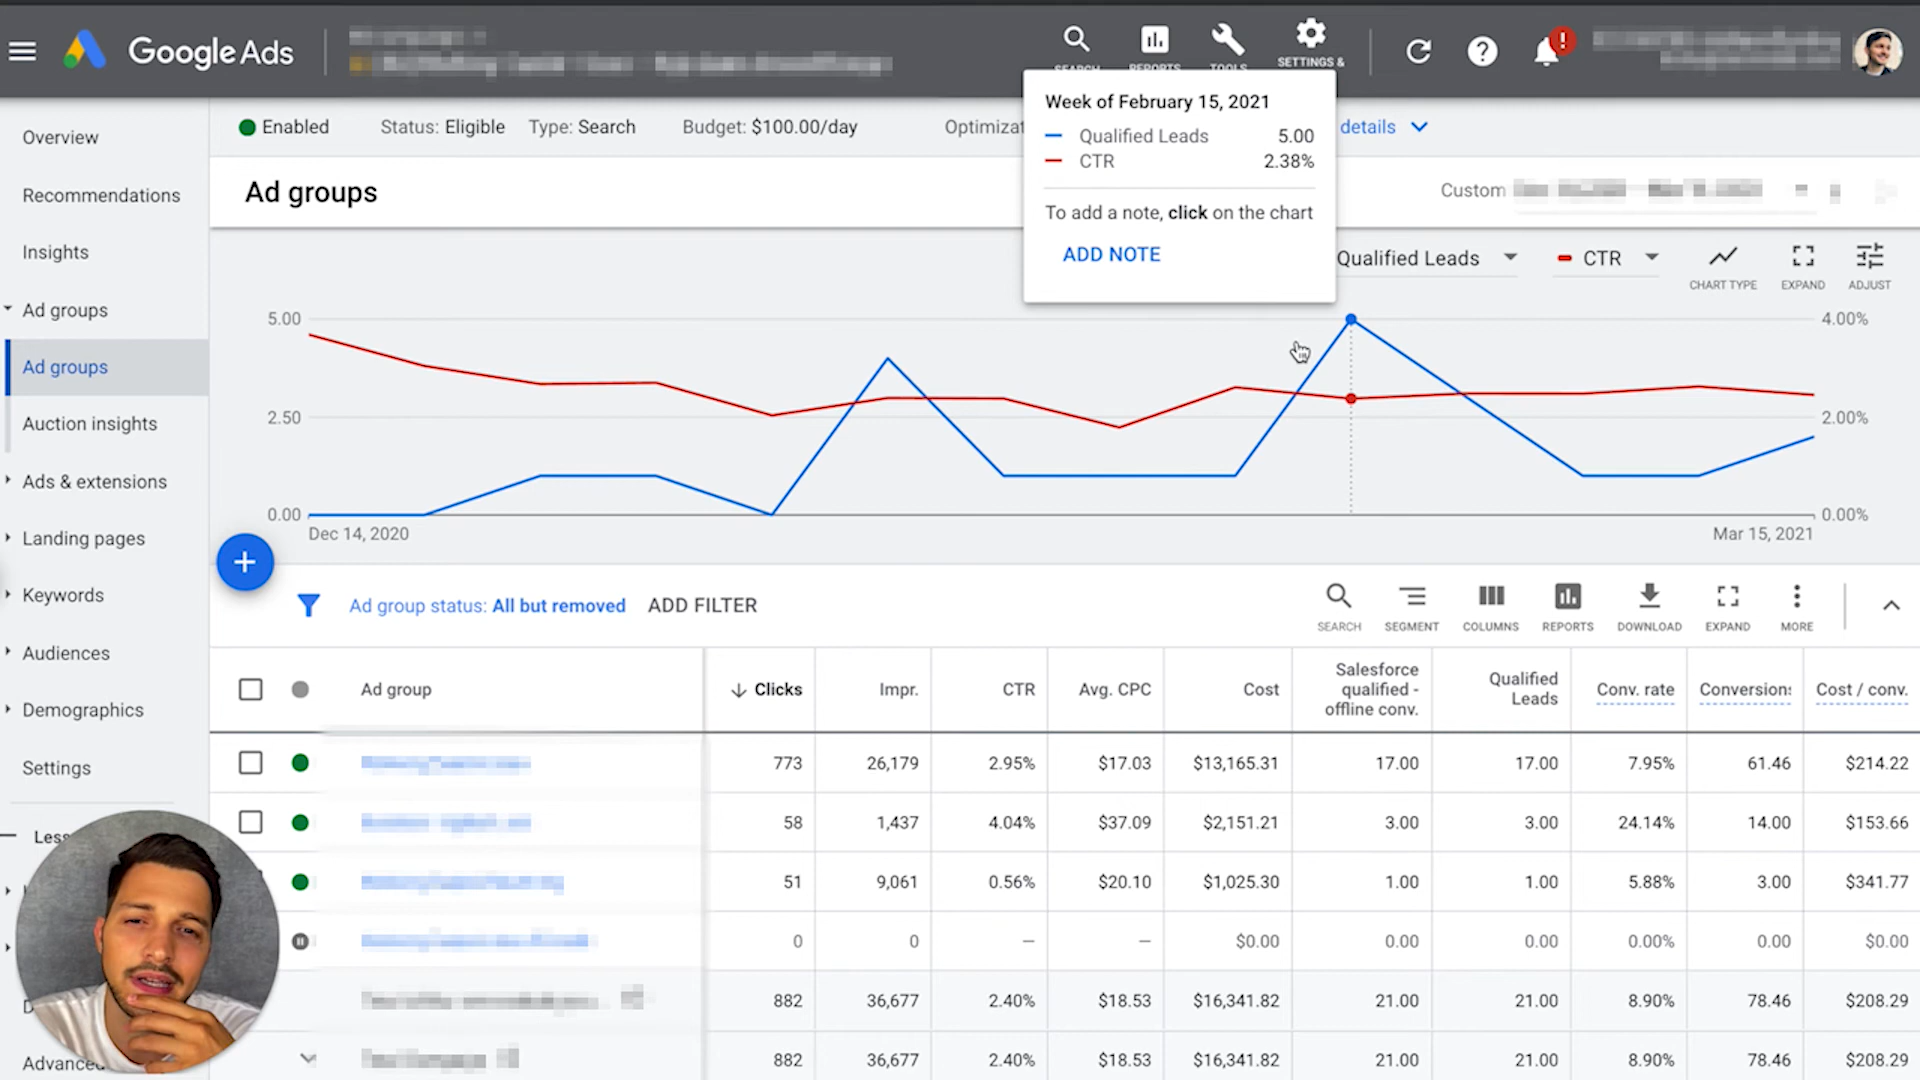 Google Ads
SEARCH
REPORTS
TOOLS
SETTINGS &
!
Enabled
Status: Eligible
Type: Search
Budget: $100.00/day
Optimizat
details
Week of February 15, 2021
Qualified Leads 5.00
CTR 2.38%
To add a note, click on the chart
ADD NOTE
Overview
Recommendations
Insights
Ad groups
Ad groups
Auction insights
Ads & extensions
Landing pages
Keywords
Audiences
Demographics
Settings
Less
Advanced
Ad groups
Custom
Qualified Leads
CTR
CHART TYPE
EXPAND
ADJUST
5.00
2.50
0.00
4.00%
2.00%
0.00%
Dec 14, 2020
Mar 15, 2021
Ad group status: All but removed
ADD FILTER
SEARCH
SEGMENT
COLUMNS
REPORTS
DOWNLOAD
EXPAND
MORE
Ad group Clicks Impr. CTR Avg. CPC Cost Salesforce qualified - offline conv. Qualified Leads Conv. rate Conversions Cost / conv.
773 26,179 2.95% $17.03 $13,165.31 17.00 17.00 7.95% 61.46 $214.22
58 1,437 4.04% $37.09 $2,151.21 3.00 3.00 24.14% 14.00 $153.66
51 9,061 0.56% $20.10 $1,025.30 1.00 1.00 5.88% 3.00 $341.77
0 0 – – $0.00 0.00 0.00 0.00% 0.00 $0.00
882 36,677 2.40% $18.53 $16,341.82 21.00 21.00 8.90% 78.46 $208.29
882 36,677 2.40% $18.53 $16,341.82 21.00 21.00 8.90% 78.46 $208.29